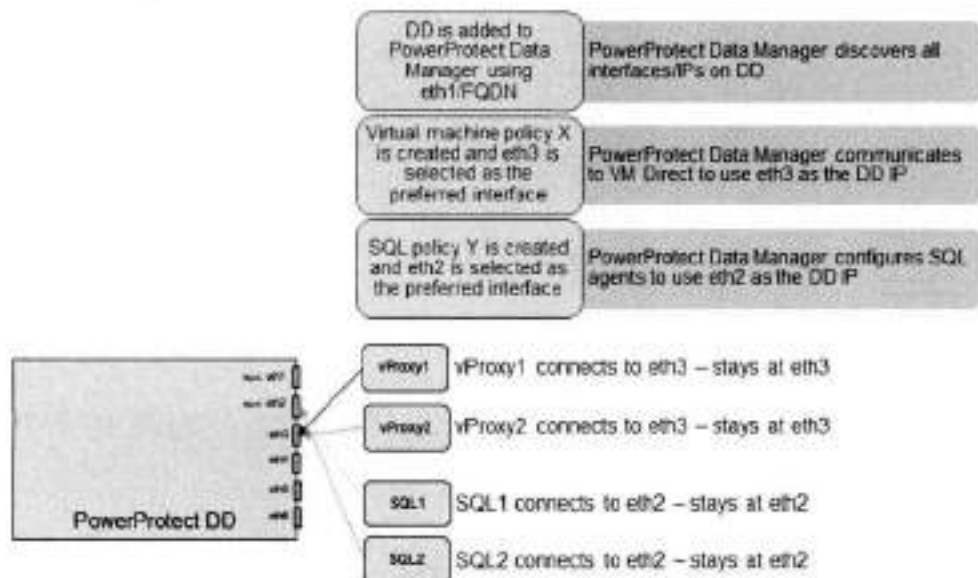 DD is added to
PowerProtect Data
Manager using
eth1/FQDN
PowerProtect Data Manager discovers all
interfaces/IPs on DD
Virtual machine policy X
is created and eth3 is
selected as the
preferred interface
PowerProtect Data Manager communicates
to VM Direct to use eth3 as the DD IP
SQL policy Y is created
and eth2 is selected as
the preferred interface
PowerProtect Data Manager configures SQL
agents to use eth2 as the DD IP
PowerProtect DD
vProxy1
vProxy1 connects to eth3 – stays at eth3
vProxy2
vProxy2 connects to eth3 – stays at eth3
SQL1
SQL1 connects to eth2 – stays at eth2
SQL2
SQL2 connects to eth2 – stays at eth2